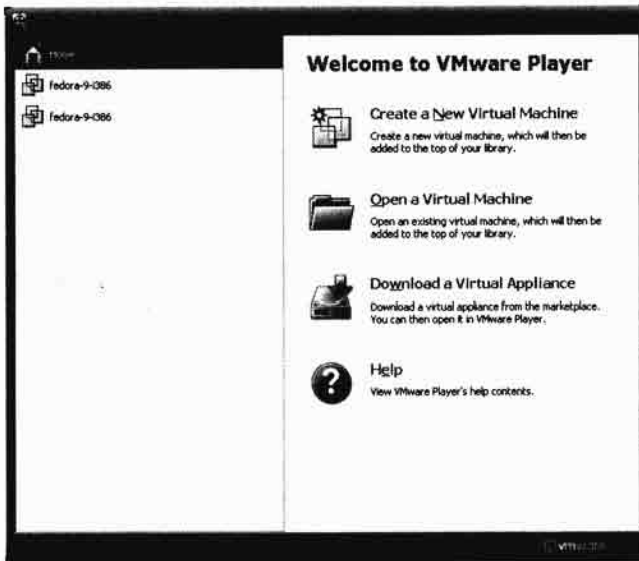 Home
fedora-9-i386
fedora-9-i386
Welcome to VMware Player
Create a New Virtual Machine
Create a new virtual machine, which will then be
added to the top of your library.
Open a Virtual Machine
Open an existing virtual machine, which will then be
added to the top of your library.
Download a Virtual Appliance
Download a virtual appliance from the marketplace.
You can then open it in VMware Player.
Help
View VMware Player's help contents.
vmware